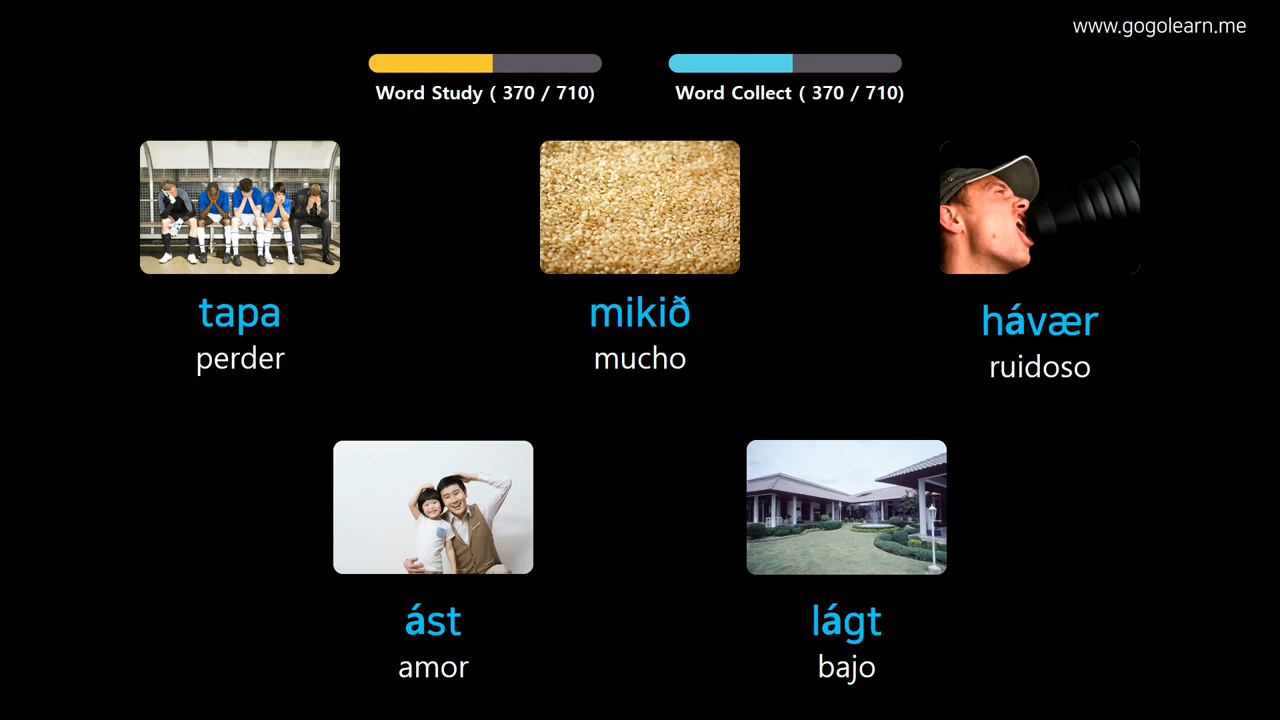 www.gogolearn.me
Word Study ( 370 / 710)
Word Collect ( 370 / 710)
tapa
perder
mikið
mucho
hávær
ruidoso
ást
amor
lágt
bajo